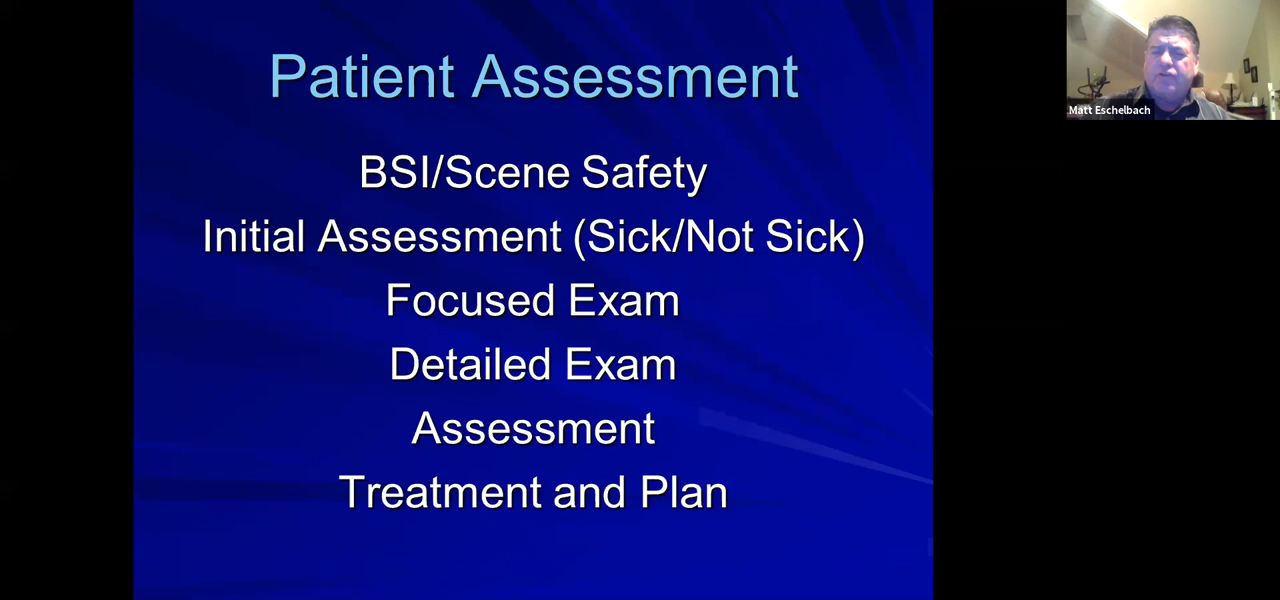 Patient Assessment
BSI/Scene Safety
Initial Assessment (Sick/Not Sick)
Focused Exam
Detailed Exam
Assessment
Treatment and Plan
Matt Eschelbach